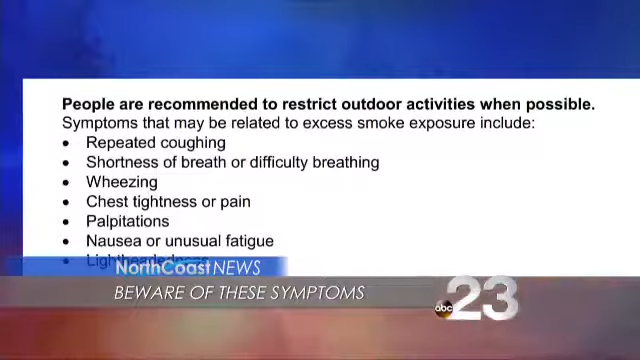 People are recommended to restrict outdoor activities when possible.
Symptoms that may be related to excess smoke exposure include:
• Repeated coughing
• Shortness of breath or difficulty breathing
• Wheezing
• Chest tightness or pain
• Palpitations
• Nausea or unusual fatigue
• Lightheadedness
NorthCoast NEWS
BEWARE OF THESE SYMPTOMS
abc 23